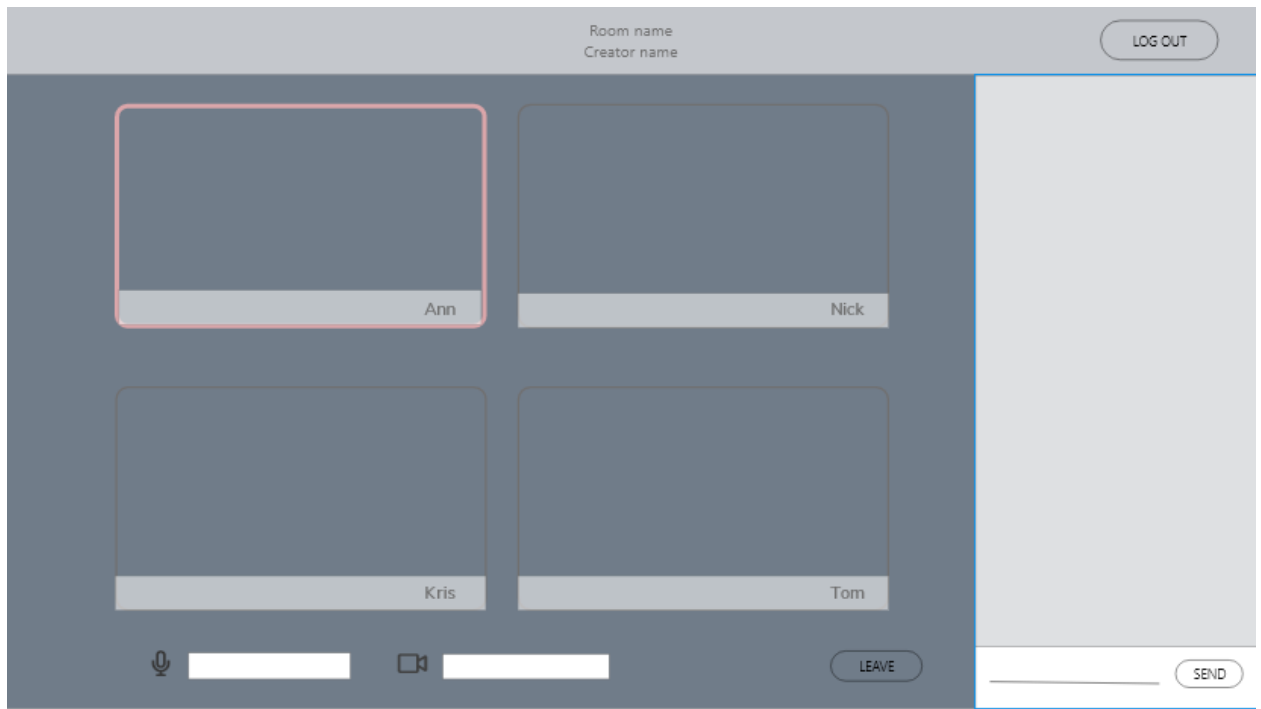 Room name
Creator name
LOG OUT
Ann
Nick
Kris
Tom
LEAVE
SEND